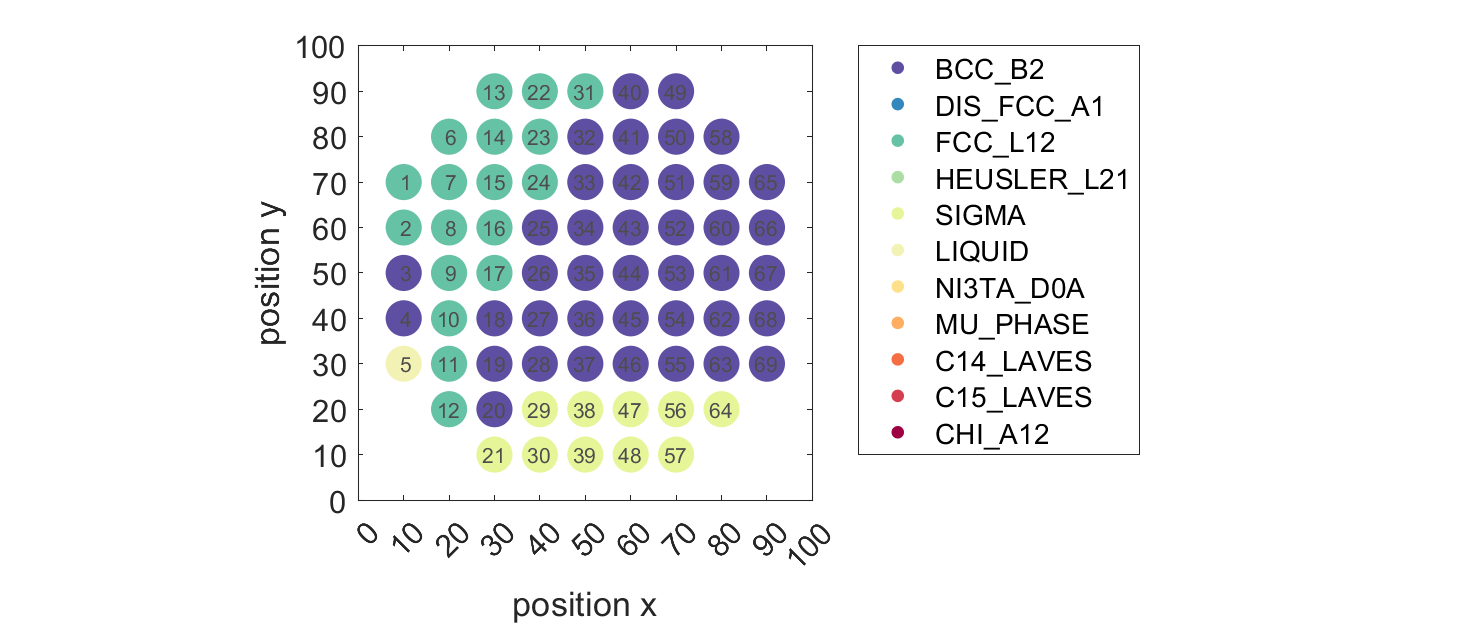 100
90
80
70
60
50
40
30
20
10
0
position y
13 22 31 40 49
6 14 23 32 41 50 58
1 7 15 24 33 42 51 59 65
2 8 16 25 34 43 52 60 66
3 9 17 26 35 44 53 61 67
4 10 18 27 36 45 54 62 68
5 11 19 28 37 46 55 63 69
12 20 29 38 47 56 64
21 30 39 48 57
0 10 20 30 40 50 60 70 80 90 100
position x
BCC_B2
DIS_FCC_A1
FCC_L12
HEUSLER_L21
SIGMA
LIQUID
NI3TA_D0A
MU_PHASE
C14_LAVES
C15_LAVES
CHI_A12